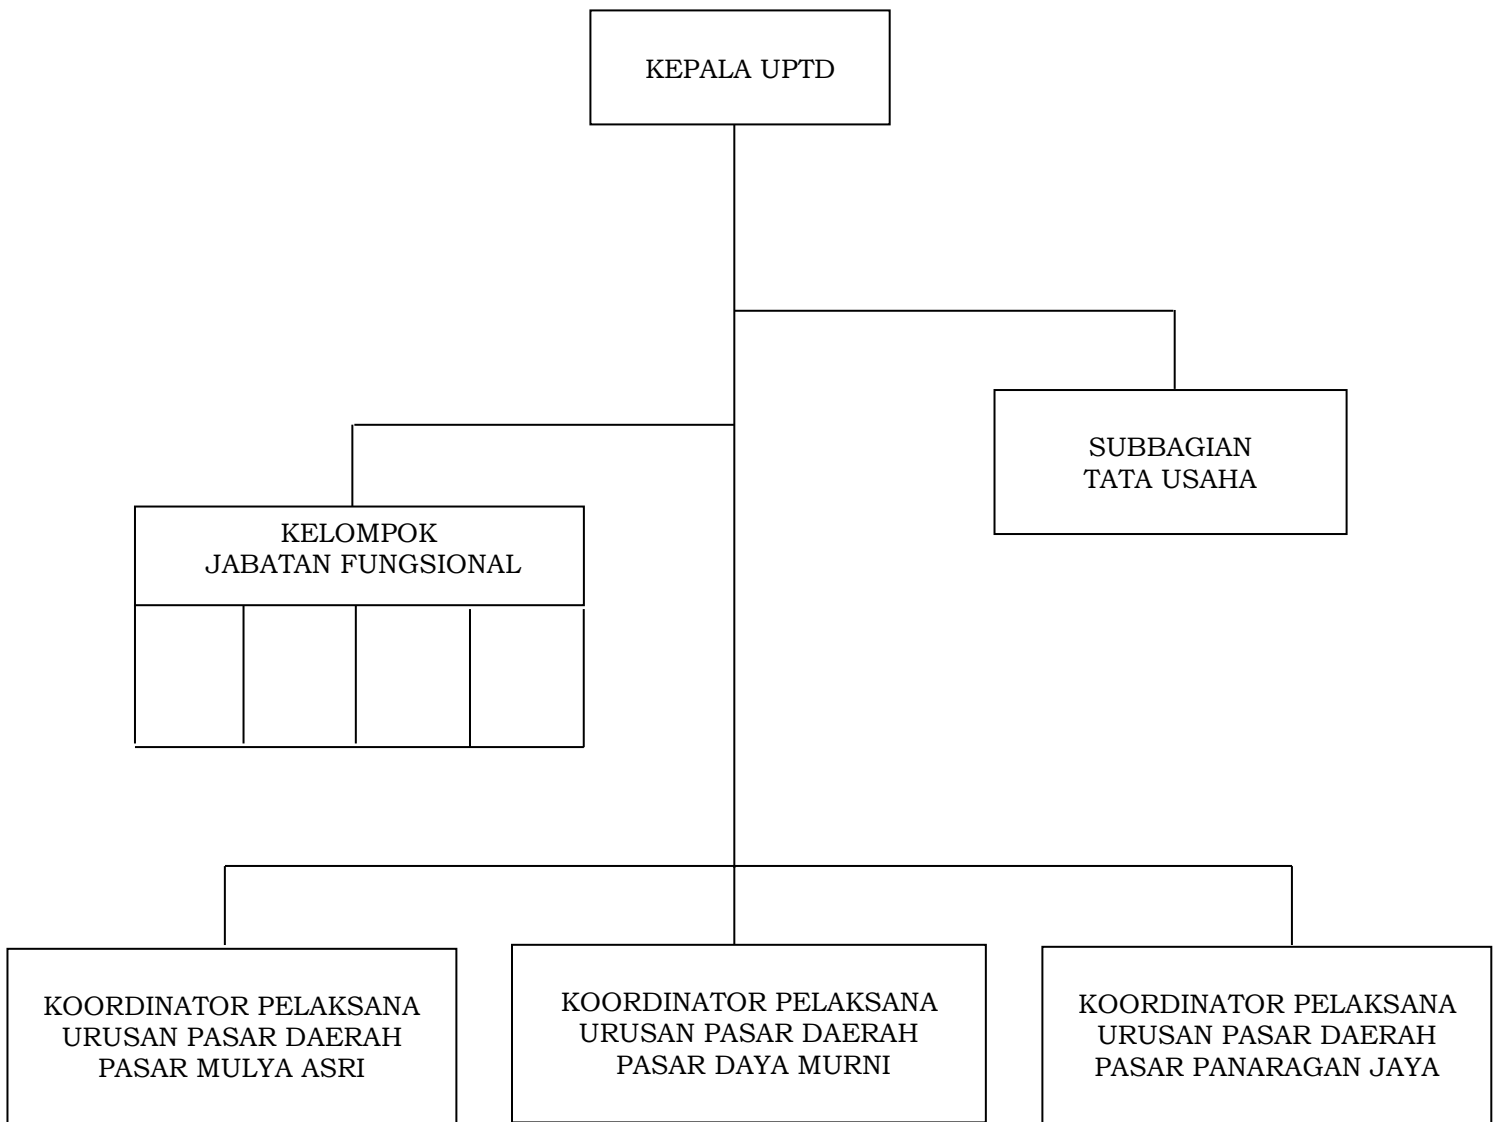 KEPALA UPTD
SUBBAGIAN
TATA USAHA
KELOMPOK
JABATAN FUNGSIONAL
KOORDINATOR PELAKSANA
URUSAN PASAR DAERAH
PASAR MULYA ASRI
KOORDINATOR PELAKSANA
URUSAN PASAR DAERAH
PASAR DAYA MURNI
KOORDINATOR PELAKSANA
URUSAN PASAR DAERAH
PASAR PANARAGAN JAYA